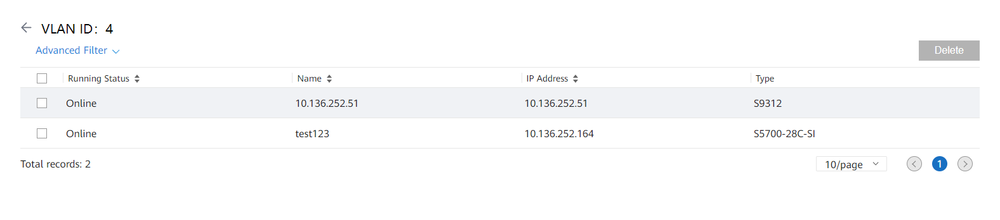 VLAN ID: 4
Advanced Filter
Delete
Running Status Name IP Address Type
Online 10.136.252.51 10.136.252.51 S9312
Online test123 10.136.252.164 S5700-28C-SI
Total records: 2 10/page 1